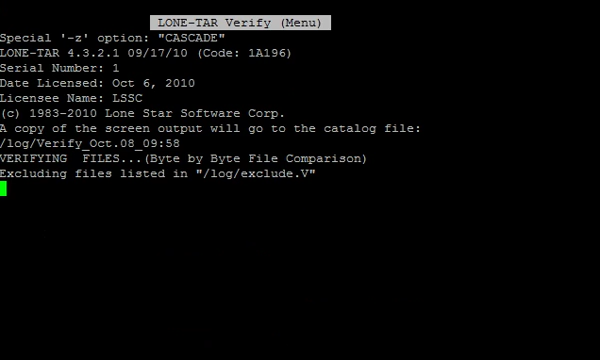 LONE-TAR Verify (Menu)
Special '-z' option: "CASCADE"
LONE-TAR 4.3.2.1 09/17/10 (Code: 1A196)
Serial Number: 1
Date Licensed: Oct 6, 2010
Licensee Name: LSSC
(c) 1983-2010 Lone Star Software Corp.
A copy of the screen output will go to the catalog file:
/log/Verify_Oct.08_09:58
VERIFYING  FILES...(Byte by Byte File Comparison)
Excluding files listed in "/log/exclude.V"